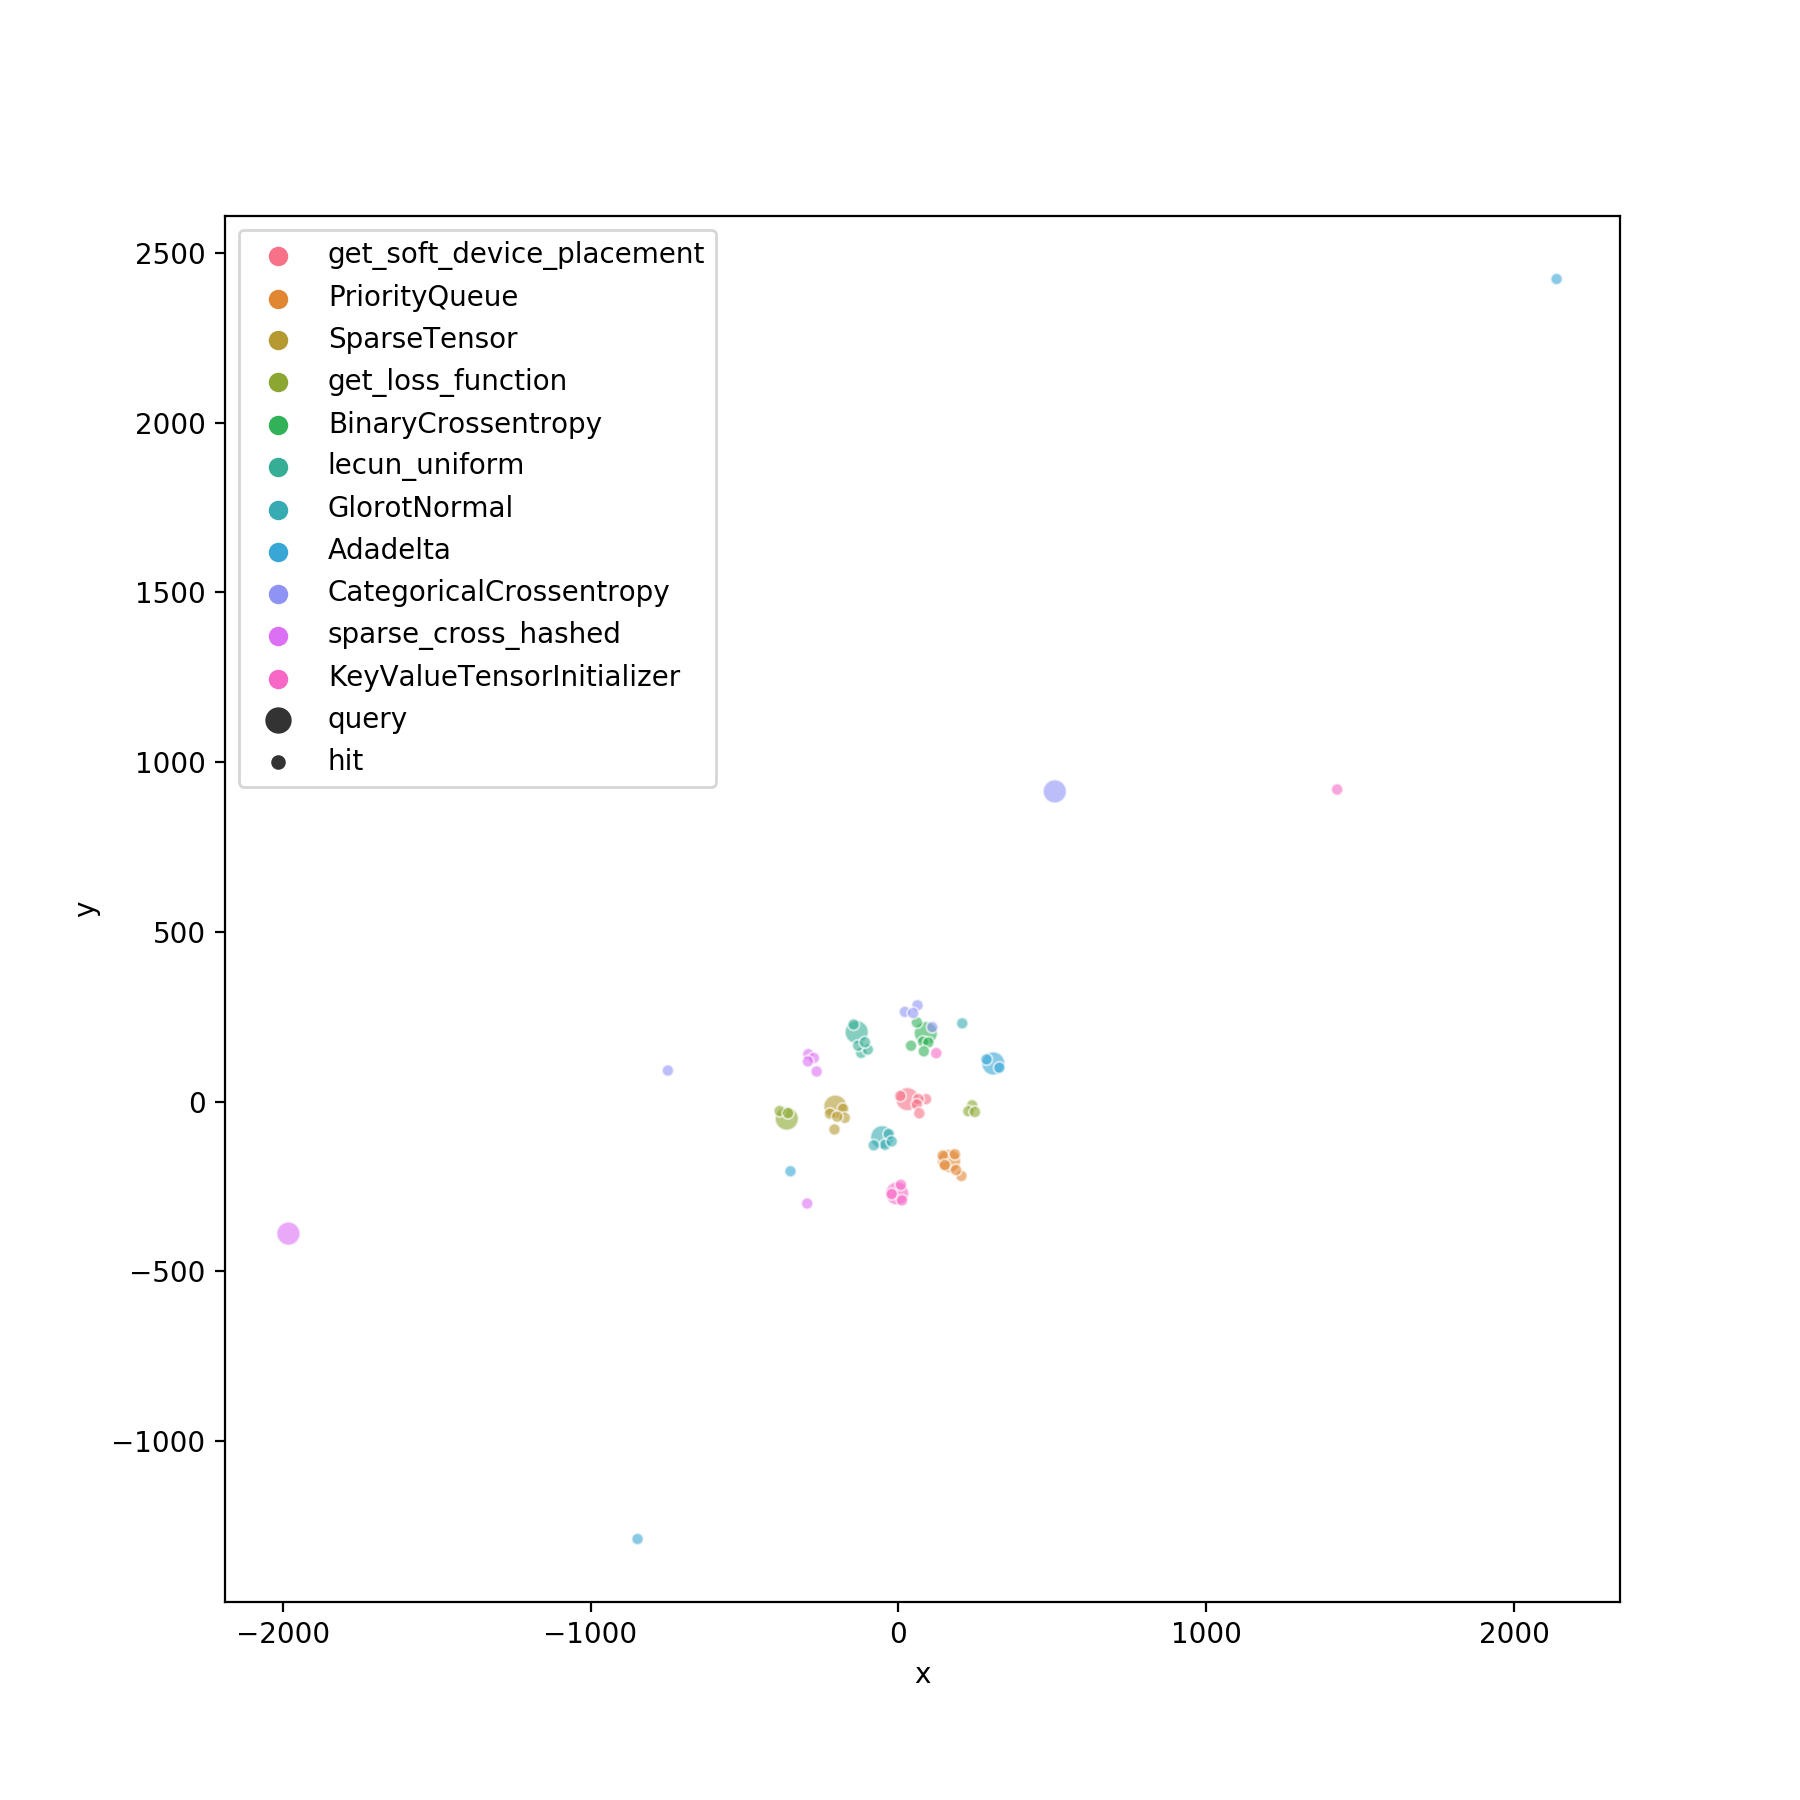 get_soft_device_placement
PriorityQueue
SparseTensor
get_loss_function
BinaryCrossentropy
lecun_uniform
GlorotNormal
Adadelta
CategoricalCrossentropy
sparse_cross_hashed
KeyValueTensorInitializer
query
hit
2500
2000
1500
1000
500
0
−500
−1000
y
−2000 −1000 0 1000 2000
x